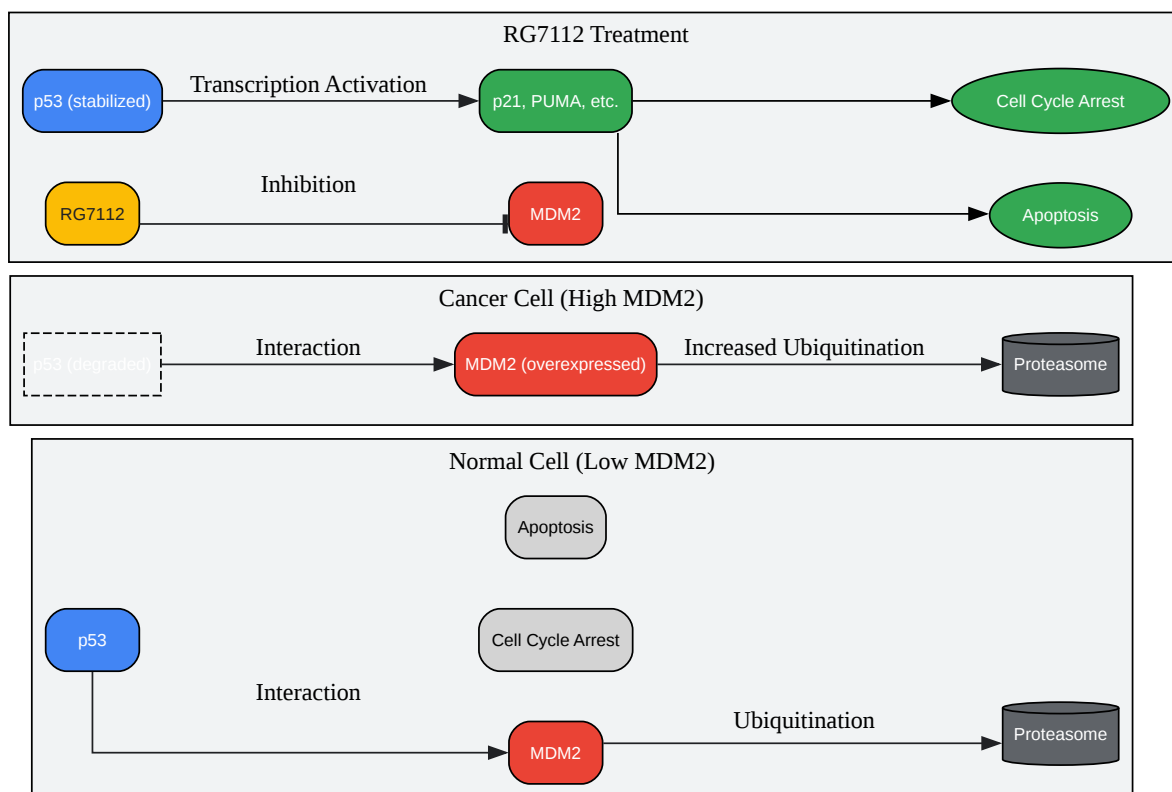 RG7112 Treatment
p53 (stabilized)
Transcription Activation
p21, PUMA, etc.
Cell Cycle Arrest
RG7112
Inhibition
MDM2
Apoptosis
Cancer Cell (High MDM2)
p53 (degraded)
Interaction
MDM2 (overexpressed)
Increased Ubiquitination
Proteasome
Normal Cell (Low MDM2)
Apoptosis
p53
Cell Cycle Arrest
Interaction
MDM2
Ubiquitination
Proteasome